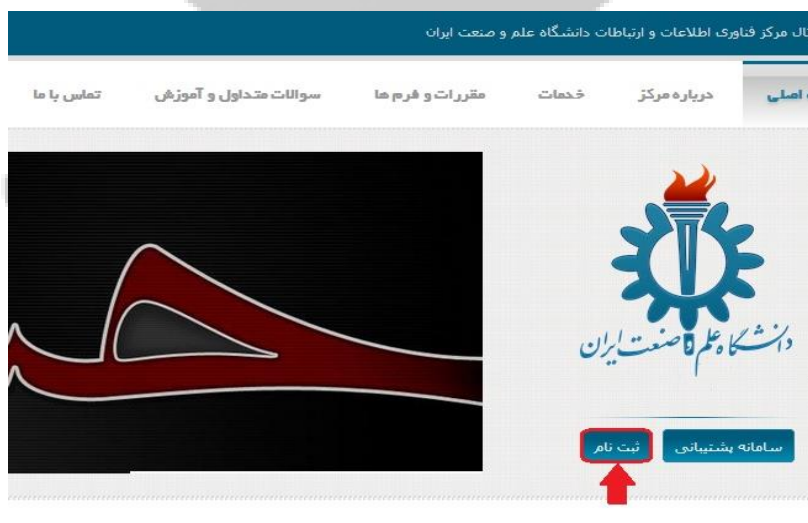 مرکز فناوری اطلاعات و ارتباطات دانشگاه علم و صنعت ایران
اصلی
درباره مرکز
خدمات
مقررات و فرم ها
سوالات متداول و آموزش
تماس با ما
دانشگاه علم و صنعت ایران
سامانه پشتیبانی
ثبت نام